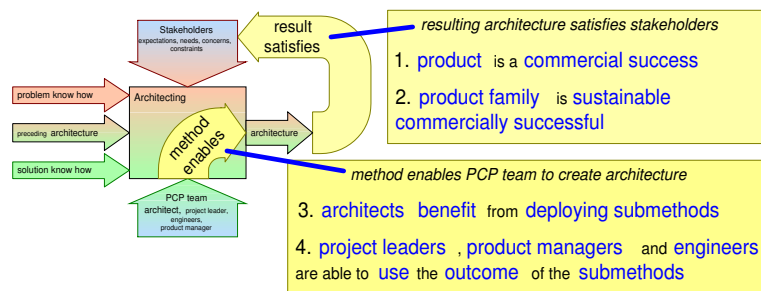 Stakeholders
expectations, needs, concerns,
constraints
result
satisfies
problem know how
preceding architecture
solution know how
Architecting
method
enables
architecture
PCP team
architect, project leader,
engineers,
product manager
resulting architecture satisfies stakeholders
1. product is a commercial success
2. product family is sustainable
commercially successful
method enables PCP team to create architecture
3. architects benefit from deploying submethods
4. project leaders , product managers and engineers
are able to use the outcome of the submethods